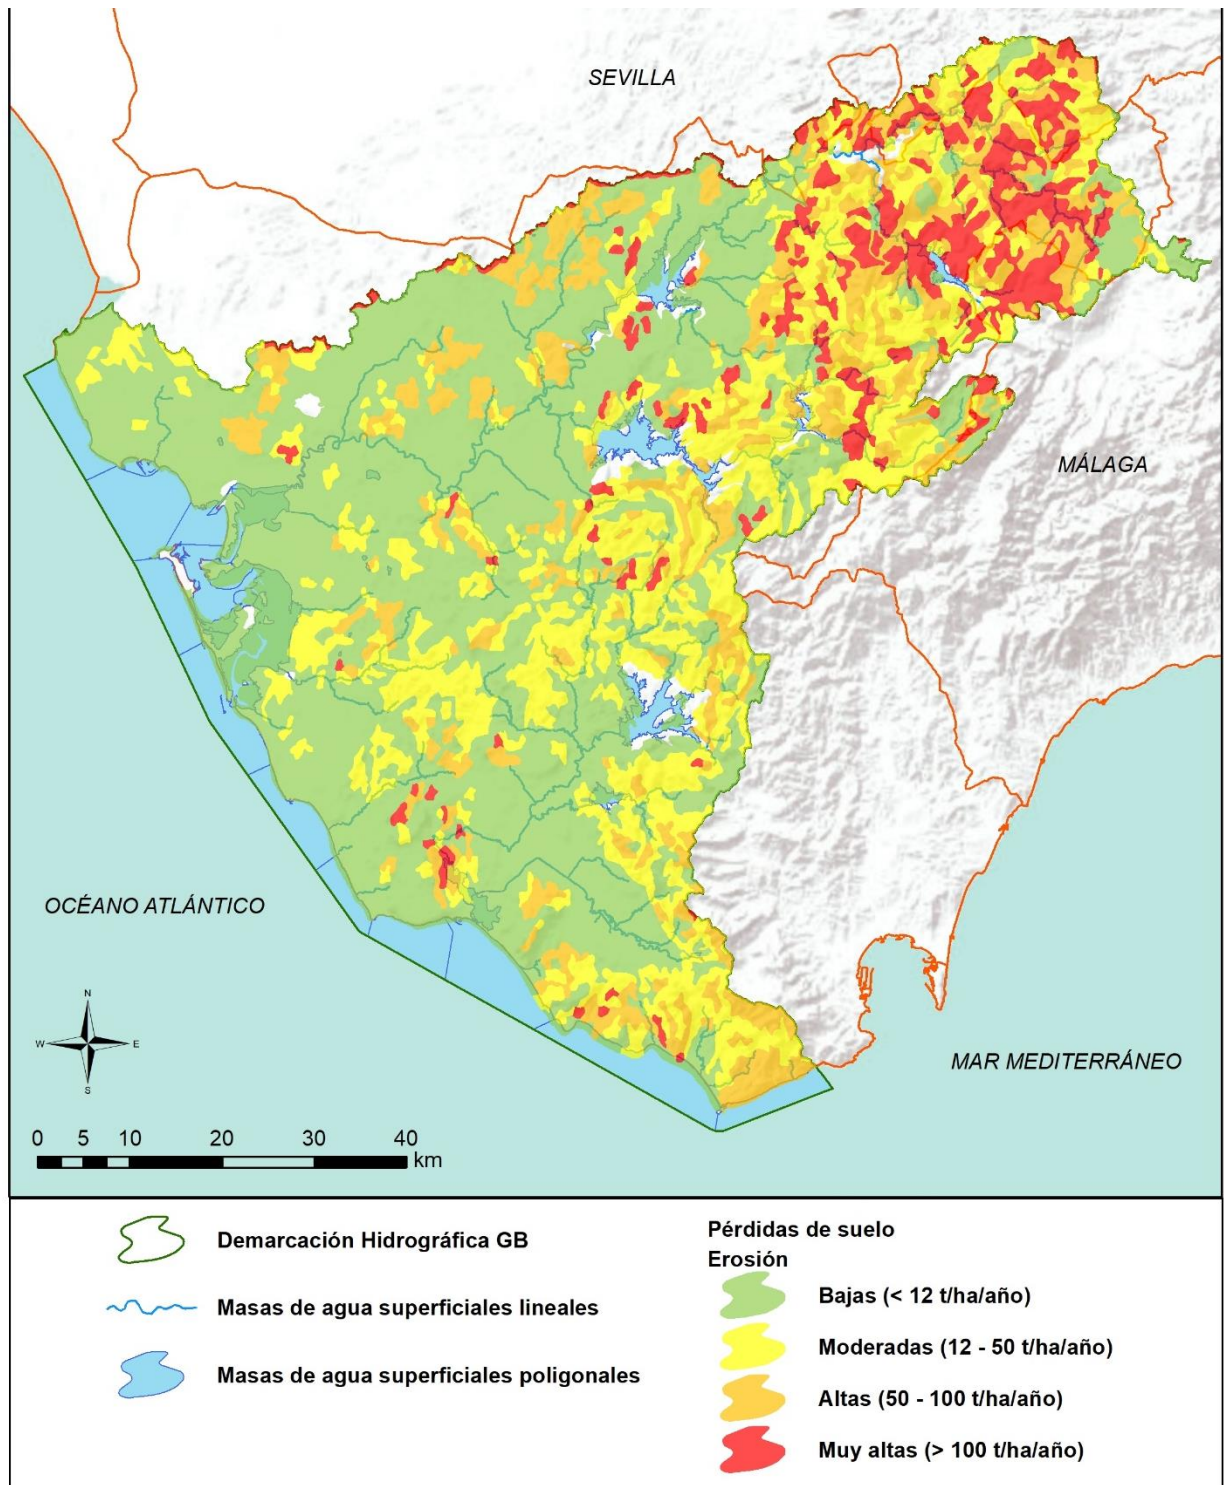 SEVILLA
MÁLAGA
OCÉANO ATLÁNTICO
N
W E
S
MAR MEDITERRÁNEO
0 5 10 20 30 40
km
Demarcación Hidrográfica GB
Masas de agua superficiales lineales
Masas de agua superficiales poligonales
Pérdidas de suelo
Erosión
Bajas (< 12 t/ha/año)
Moderadas (12 - 50 t/ha/año)
Altas (50 - 100 t/ha/año)
Muy altas (> 100 t/ha/año)